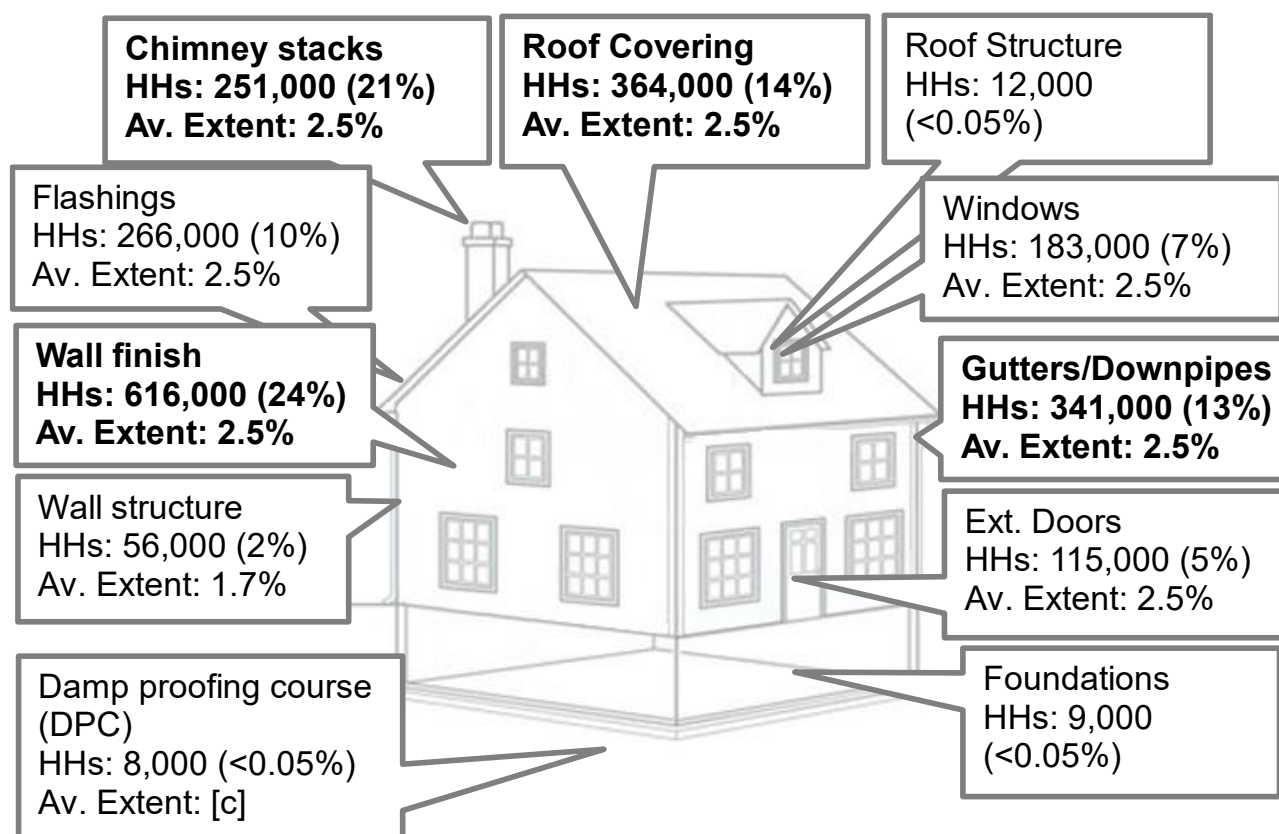 Chimney stacks
HHs: 251,000 (21%)
Av. Extent: 2.5%
Roof Covering
HHs: 364,000 (14%)
Av. Extent: 2.5%
Roof Structure
HHs: 12,000
(<0.05%)
Flashings
HHs: 266,000 (10%)
Av. Extent: 2.5%
Windows
HHs: 183,000 (7%)
Av. Extent: 2.5%
Wall finish
HHs: 616,000 (24%)
Av. Extent: 2.5%
Gutters/Downpipes
HHs: 341,000 (13%)
Av. Extent: 2.5%
Wall structure
HHs: 56,000 (2%)
Av. Extent: 1.7%
Ext. Doors
HHs: 115,000 (5%)
Av. Extent: 2.5%
Damp proofing course
(DPC)
HHs: 8,000 (<0.05%)
Av. Extent: [c]
Foundations
HHs: 9,000
(<0.05%)